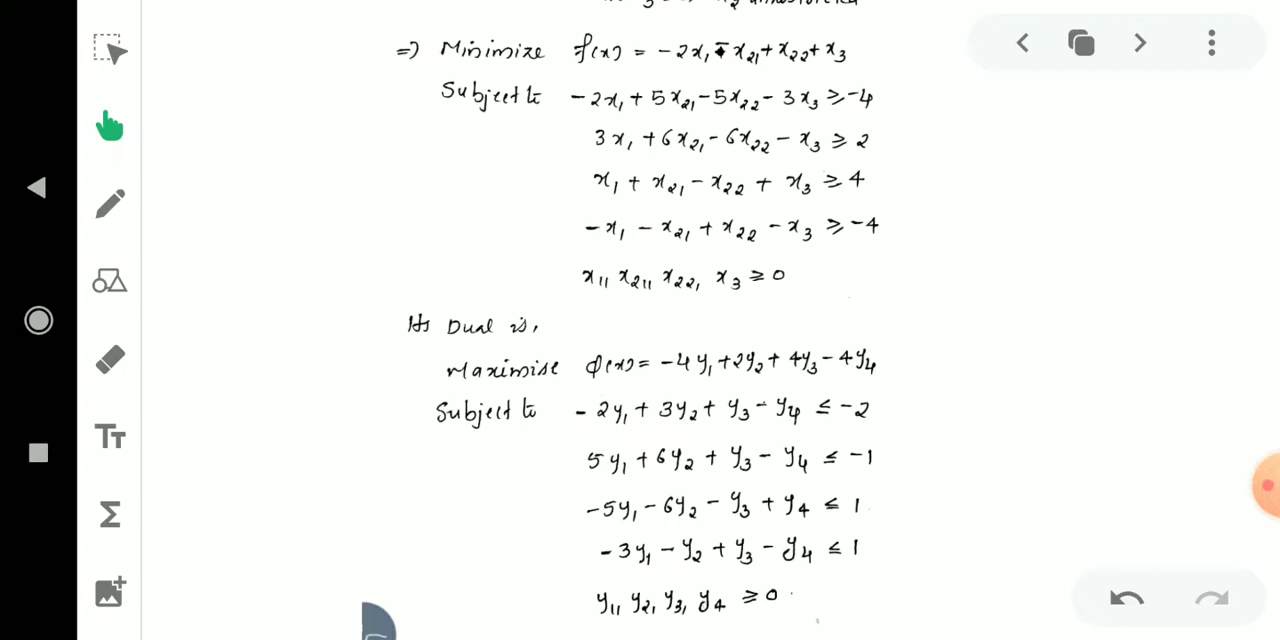 =) Minimize f(x) = -2x₁ - x₂₁ + x₂₂ + x₃
Subject to -2x₁ + 5x₂₁ - 5x₂₂ - 3x₃ ≥ -4
3x₁ + 6x₂₁ - 6x₂₂ - x₃ ≥ 2
x₁ + x₂₁ - x₂₂ + x₃ ≥ 4
-x₁ - x₂₁ + x₂₂ - x₃ ≥ -4
x₁, x₂₁, x₂₂, x₃ ≥ 0
Its Dual is,
Maximise φ(x) = -4y₁ + 2y₂ + 4y₃ - 4y₄
Subject to -2y₁ + 3y₂ + y₃ - y₄ ≤ -2
5y₁ + 6y₂ + y₃ - y₄ ≤ -1
-5y₁ - 6y₂ - y₃ + y₄ ≤ 1
-3y₁ - y₂ + y₃ - y₄ ≤ 1
y₁, y₂, y₃, y₄ ≥ 0